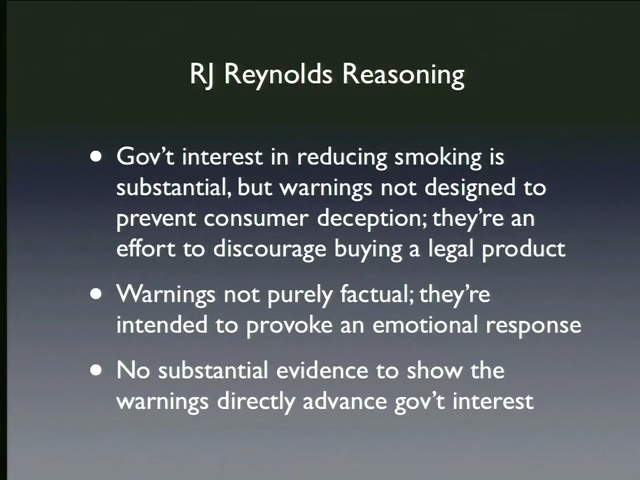 RJ Reynolds Reasoning
• Gov't interest in reducing smoking is
substantial, but warnings not designed to
prevent consumer deception; they're an
effort to discourage buying a legal product
• Warnings not purely factual; they're
intended to provoke an emotional response
• No substantial evidence to show the
warnings directly advance gov't interest